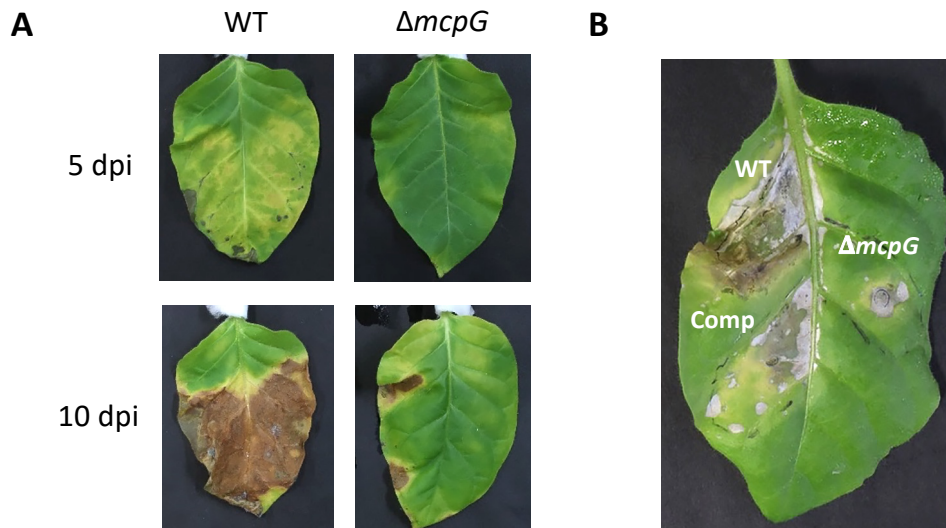 A
WT
ΔmcpG
5 dpi
10 dpi
B
WT
ΔmcpG
Comp